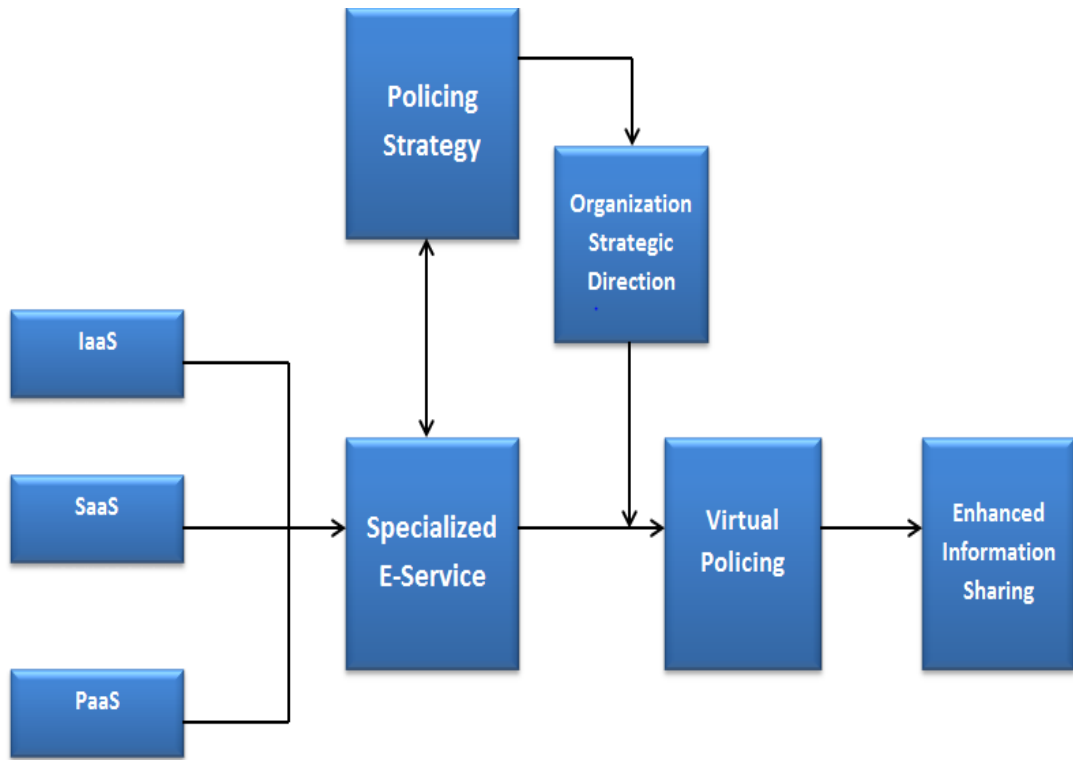 Policing
Strategy
Organization
Strategic
Direction
IaaS
SaaS
PaaS
Specialized
E-Service
Virtual
Policing
Enhanced
Information
Sharing